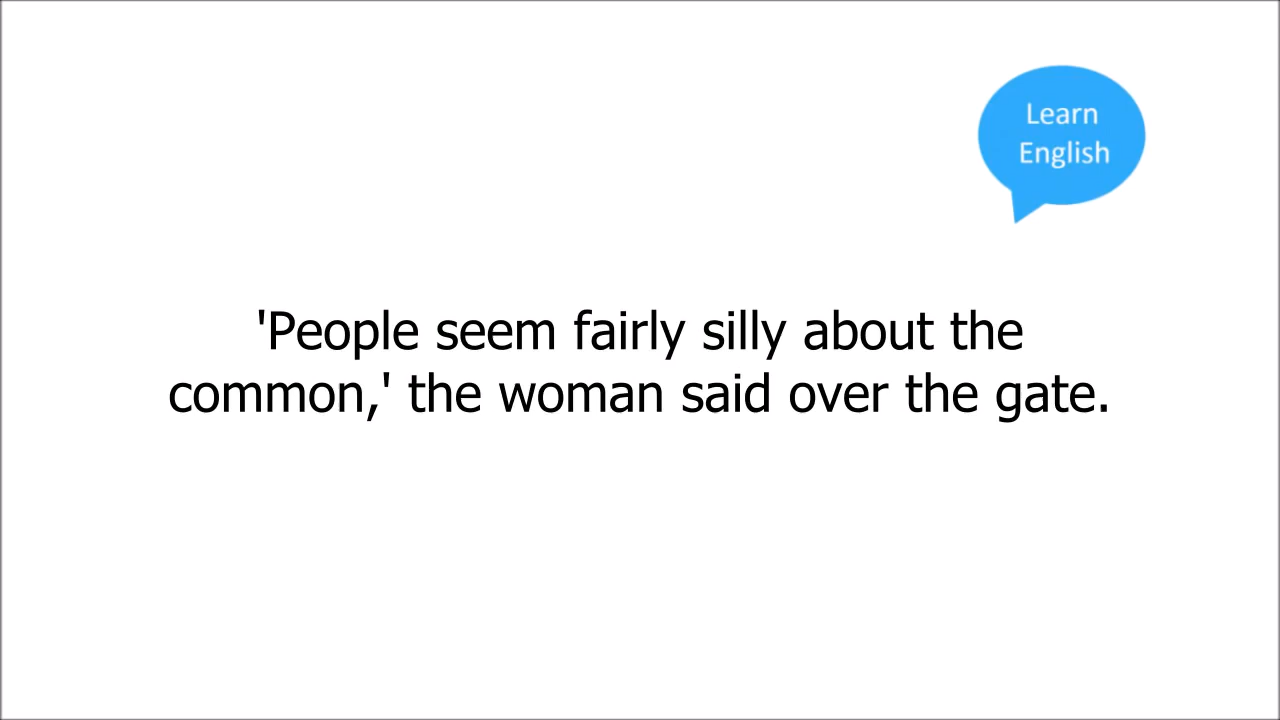 Learn
English
'People seem fairly silly about the
common,' the woman said over the gate.